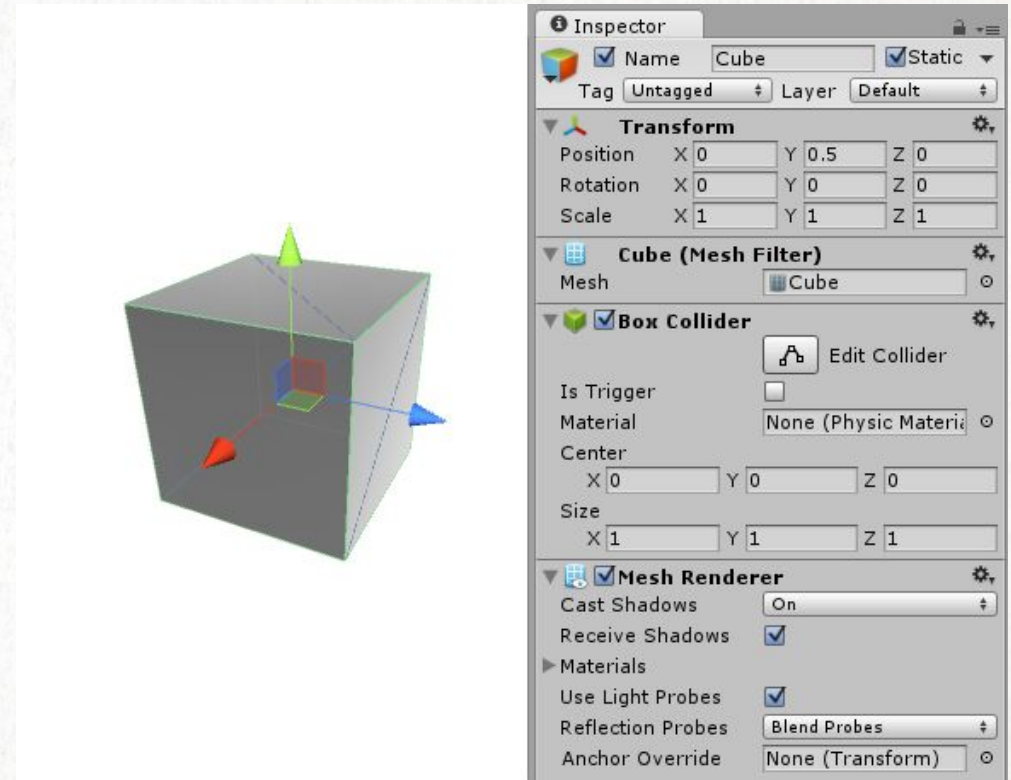 Inspector
Name Cube Static
Tag Untagged Layer Default
Transform
Position X 0 Y 0.5 Z 0
Rotation X 0 Y 0 Z 0
Scale X 1 Y 1 Z 1
Cube (Mesh Filter)
Mesh Cube
Box Collider
Edit Collider
Is Trigger
Material None (Physic Materia
Center
X 0 Y 0 Z 0
Size
X 1 Y 1 Z 1
Mesh Renderer
Cast Shadows On
Receive Shadows
Materials
Use Light Probes
Reflection Probes Blend Probes
Anchor Override None (Transform)